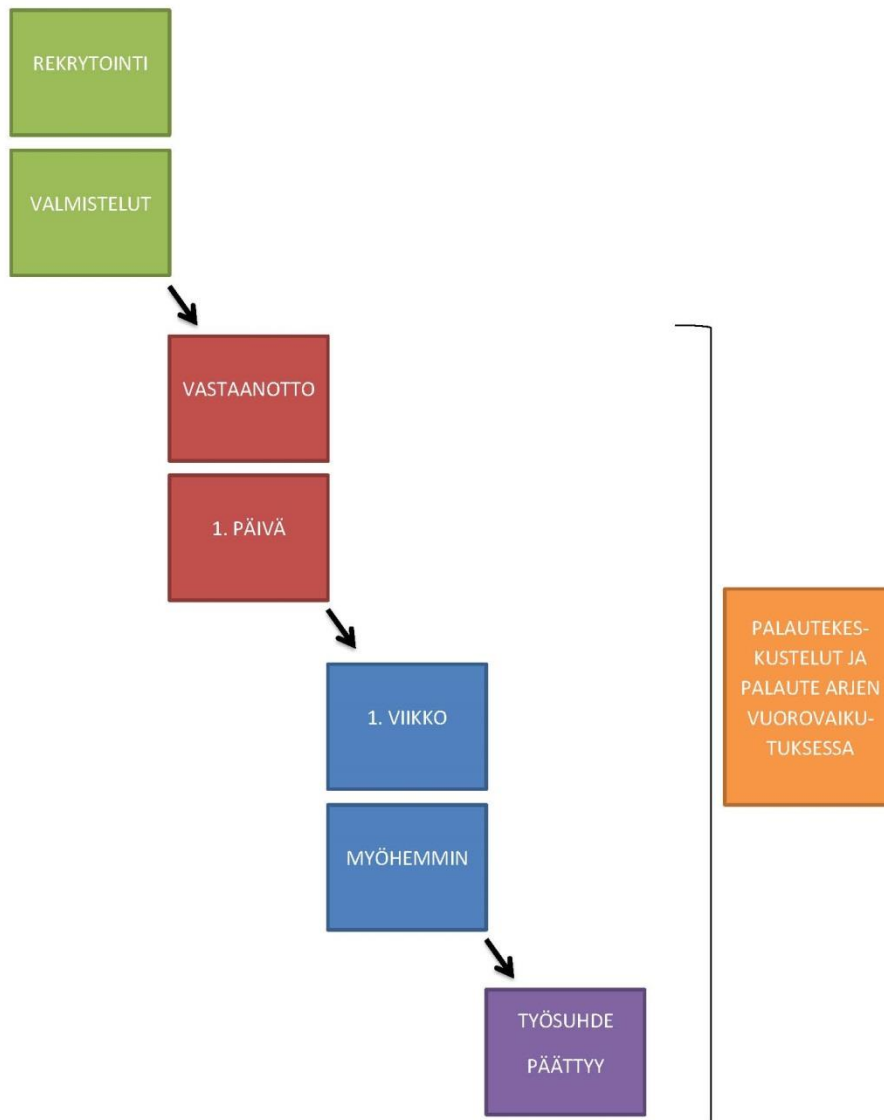 REKRYTOINTI
VALMISTELUT
VASTAANOTTO
1. PÄIVÄ
1. VIIKKO
MYÖHEMMIN
TYÖSUHDE
PÄÄTTYY
PALAUTEKES-
KUSTELUT JA
PALAUTE ARJEN
VUOROVAIKU-
TUKSESSA